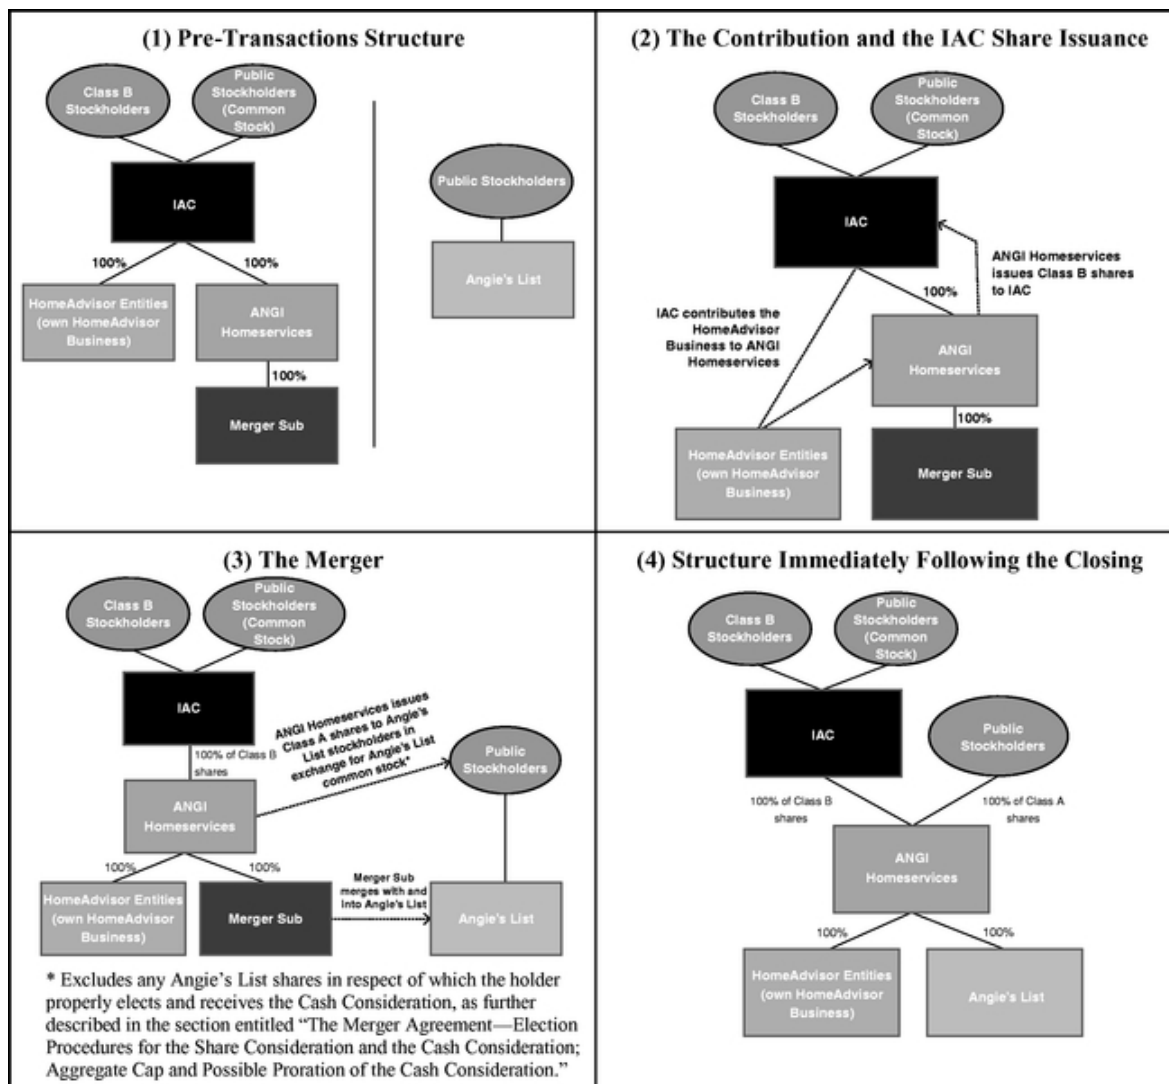 (1) Pre-Transactions Structure
Class B
Stockholders
Public
Stockholders
(Common
Stock)
IAC
100%
100%
HomeAdvisor Entities
(own HomeAdvisor
Business)
ANGI
Homeservices
100%
Merger Sub
Public Stockholders
Angie's List
(2) The Contribution and the IAC Share Issuance
Class B
Stockholders
Public
Stockholders
(Common
Stock)
IAC
ANGI Homeservices
issues Class B shares
to IAC
100%
IAC contributes the
HomeAdvisor
Business to ANGI
Homeservices
ANGI
Homeservices
100%
HomeAdvisor Entities
(own HomeAdvisor
Business)
Merger Sub
(3) The Merger
Class B
Stockholders
Public
Stockholders
(Common
Stock)
IAC
100% of Class B
shares
ANGI Homeservices issues
Class A shares to Angie's
List stockholders in
exchange for Angie's List
common stock*
Public
Stockholders
ANGI
Homeservices
100%
100%
HomeAdvisor Entities
(own HomeAdvisor
Business)
Merger Sub
Merger Sub
merges with and
into Angie's List
Angie's List
* Excludes any Angie’s List shares in respect of which the holder
properly elects and receives the Cash Consideration, as further
described in the section entitled “The Merger Agreement—Election
Procedures for the Share Consideration and the Cash Consideration;
Aggregate Cap and Possible Proration of the Cash Consideration.”
(4) Structure Immediately Following the Closing
Class B
Stockholders
Public
Stockholders
(Common
Stock)
IAC
Public
Stockholders
100% of Class B
shares
100% of Class A
shares
ANGI
Homeservices
100%
100%
HomeAdvisor Entities
(own HomeAdvisor
Business)
Angie's List